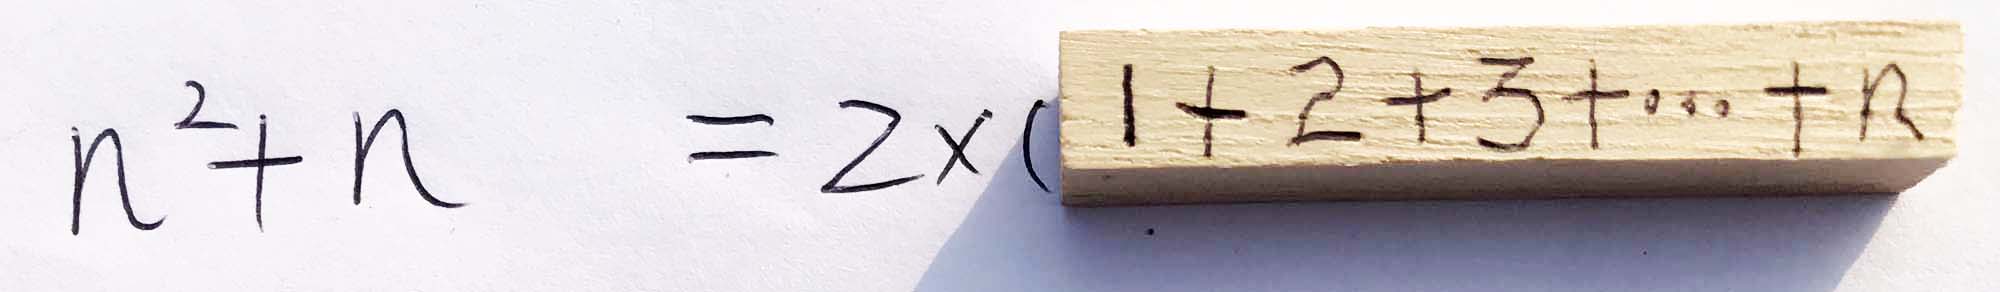 n²+n = 2×( 1+2+3+...+n